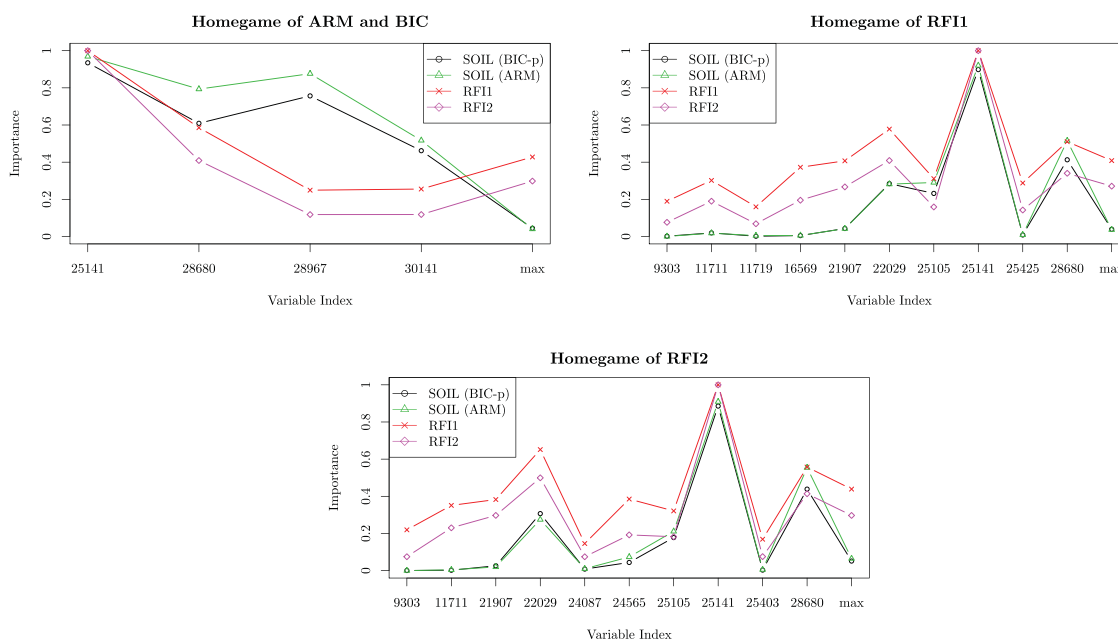 Homegame of ARM and BIC
SOIL (BIC-p)
SOIL (ARM)
RFI1
RFI2
Importance
1
0.8
0.6
0.4
0.2
0
25141 28680 28967 30141 max
Variable Index
Homegame of RFI1
SOIL (BIC-p)
SOIL (ARM)
RFI1
RFI2
Importance
1
0.8
0.6
0.4
0.2
0
9303 11711 11719 16569 21907 22029 25105 25141 25425 28680 max
Variable Index
Homegame of RFI2
SOIL (BIC-p)
SOIL (ARM)
RFI1
RFI2
Importance
1
0.8
0.6
0.4
0.2
0
9303 11711 21907 22029 24087 24565 25105 25141 25403 28680 max
Variable Index